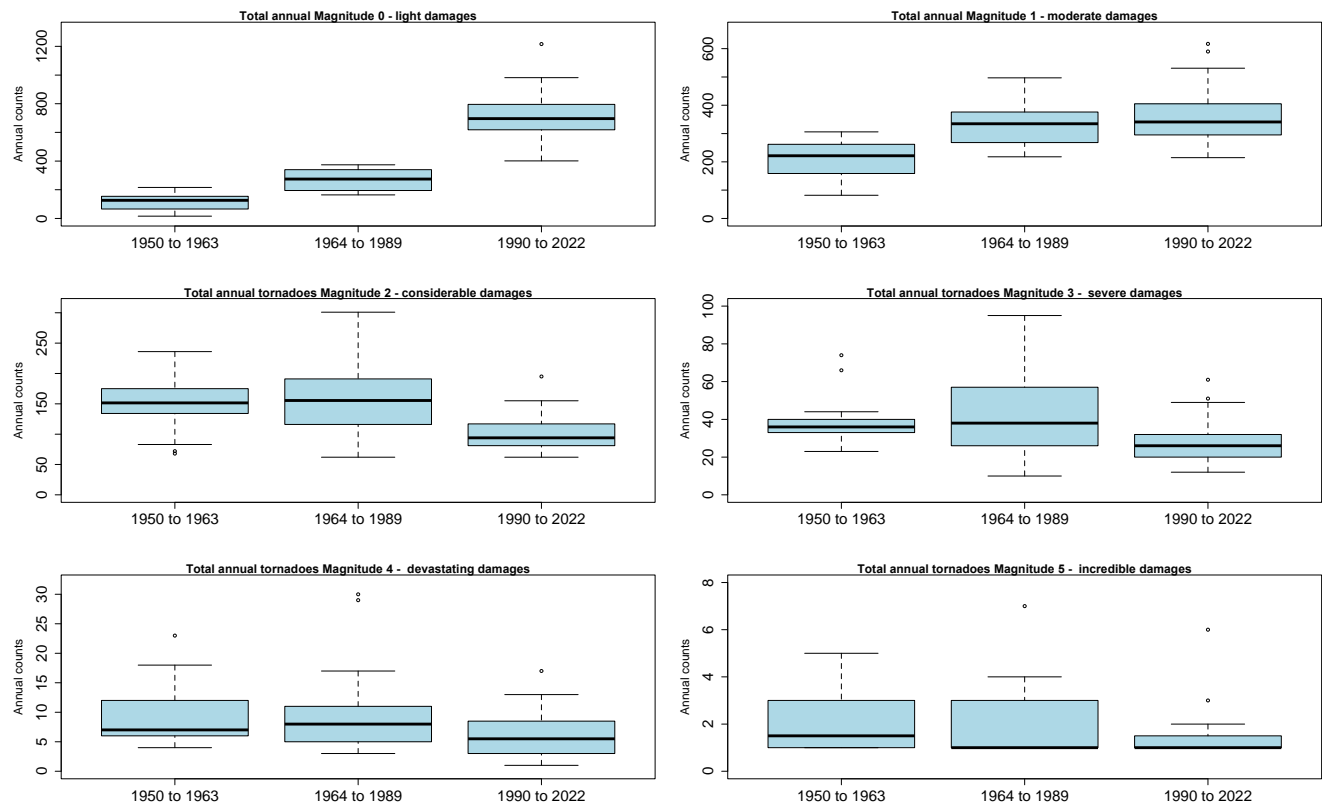 Total annual Magnitude 0 - light damages
Annual counts
1200
800
400
0
1950 to 1963
1964 to 1989
1990 to 2022
Total annual Magnitude 1 - moderate damages
Annual counts
600
400
200
0
1950 to 1963
1964 to 1989
1990 to 2022
Total annual tornadoes Magnitude 2 - considerable damages
Annual counts
250
150
50
0
1950 to 1963
1964 to 1989
1990 to 2022
Total annual tornadoes Magnitude 3 - severe damages
Annual counts
100
80
60
40
20
0
1950 to 1963
1964 to 1989
1990 to 2022
Total annual tornadoes Magnitude 4 - devastating damages
Annual counts
30
25
20
15
10
5
0
1950 to 1963
1964 to 1989
1990 to 2022
Total annual tornadoes Magnitude 5 - incredible damages
Annual counts
8
6
4
2
0
1950 to 1963
1964 to 1989
1990 to 2022